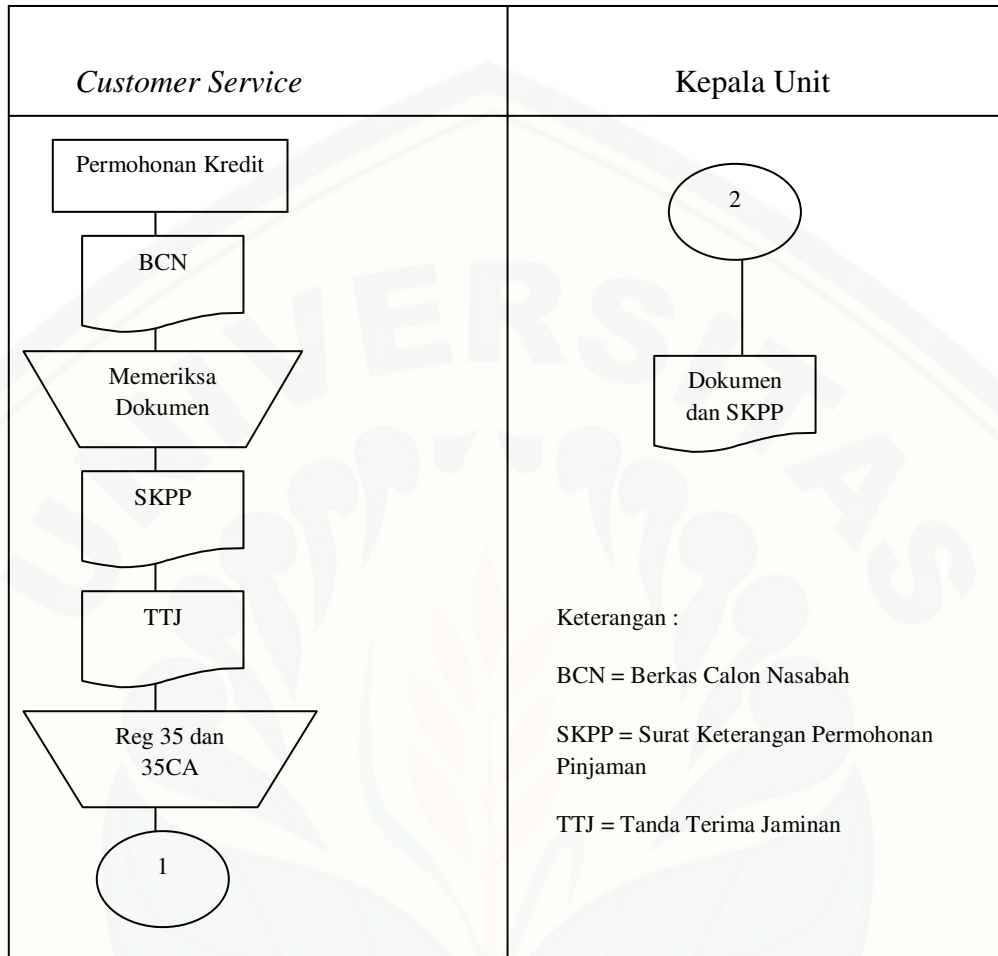 Customer Service
Kepala Unit
Permohonan Kredit
BCN
Memeriksa
Dokumen
SKPP
TTJ
Reg 35 dan
35CA
1
2
Dokumen
dan SKPP
Keterangan :
BCN = Berkas Calon Nasabah
SKPP = Surat Keterangan Permohonan
Pinjaman
TTJ = Tanda Terima Jaminan
UNIVERSITAS